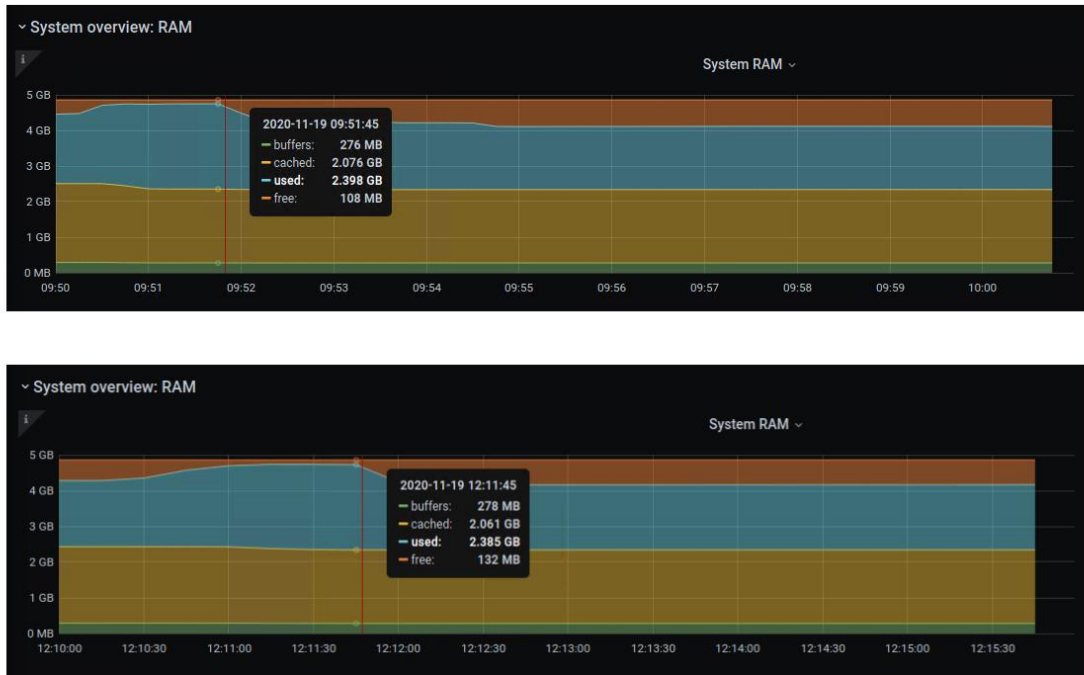 System overview: RAM
i
System RAM
5 GB
4 GB
3 GB
2 GB
1 GB
0 MB
2020-11-19 09:51:45
buffers: 276 MB
cached: 2.076 GB
used: 2.398 GB
free: 108 MB
09:50 09:51 09:52 09:53 09:54 09:55 09:56 09:57 09:58 09:59 10:00
System overview: RAM
i
System RAM
5 GB
4 GB
3 GB
2 GB
1 GB
0 MB
2020-11-19 12:11:45
buffers: 278 MB
cached: 2.061 GB
used: 2.385 GB
free: 132 MB
12:10:00 12:10:30 12:11:00 12:11:30 12:12:00 12:12:30 12:13:00 12:13:30 12:14:00 12:14:30 12:15:00 12:15:30